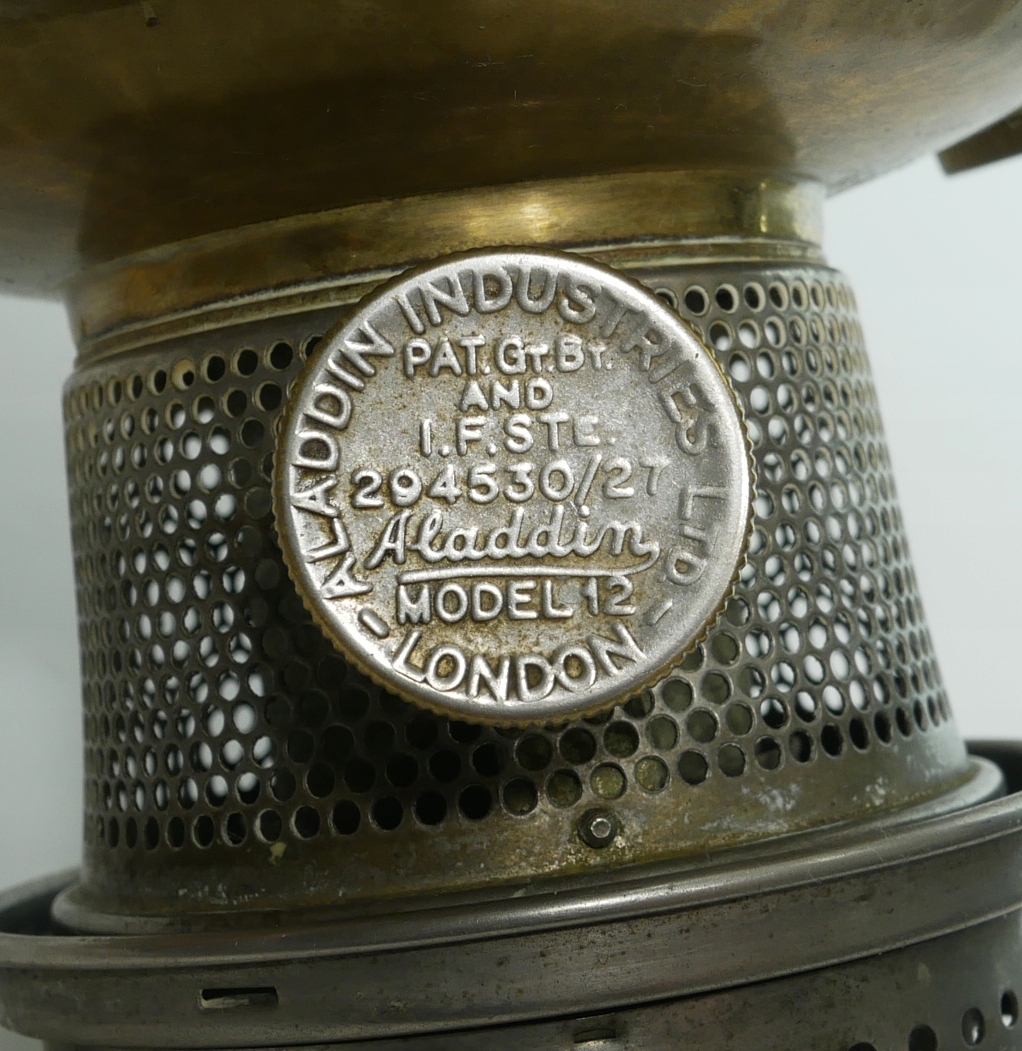 ALADDIN INDUSTRIES LTD.
PAT. GT. BT.
AND
I.F.STE.
294530/27
Aladdin
MODEL 12
- LONDON -